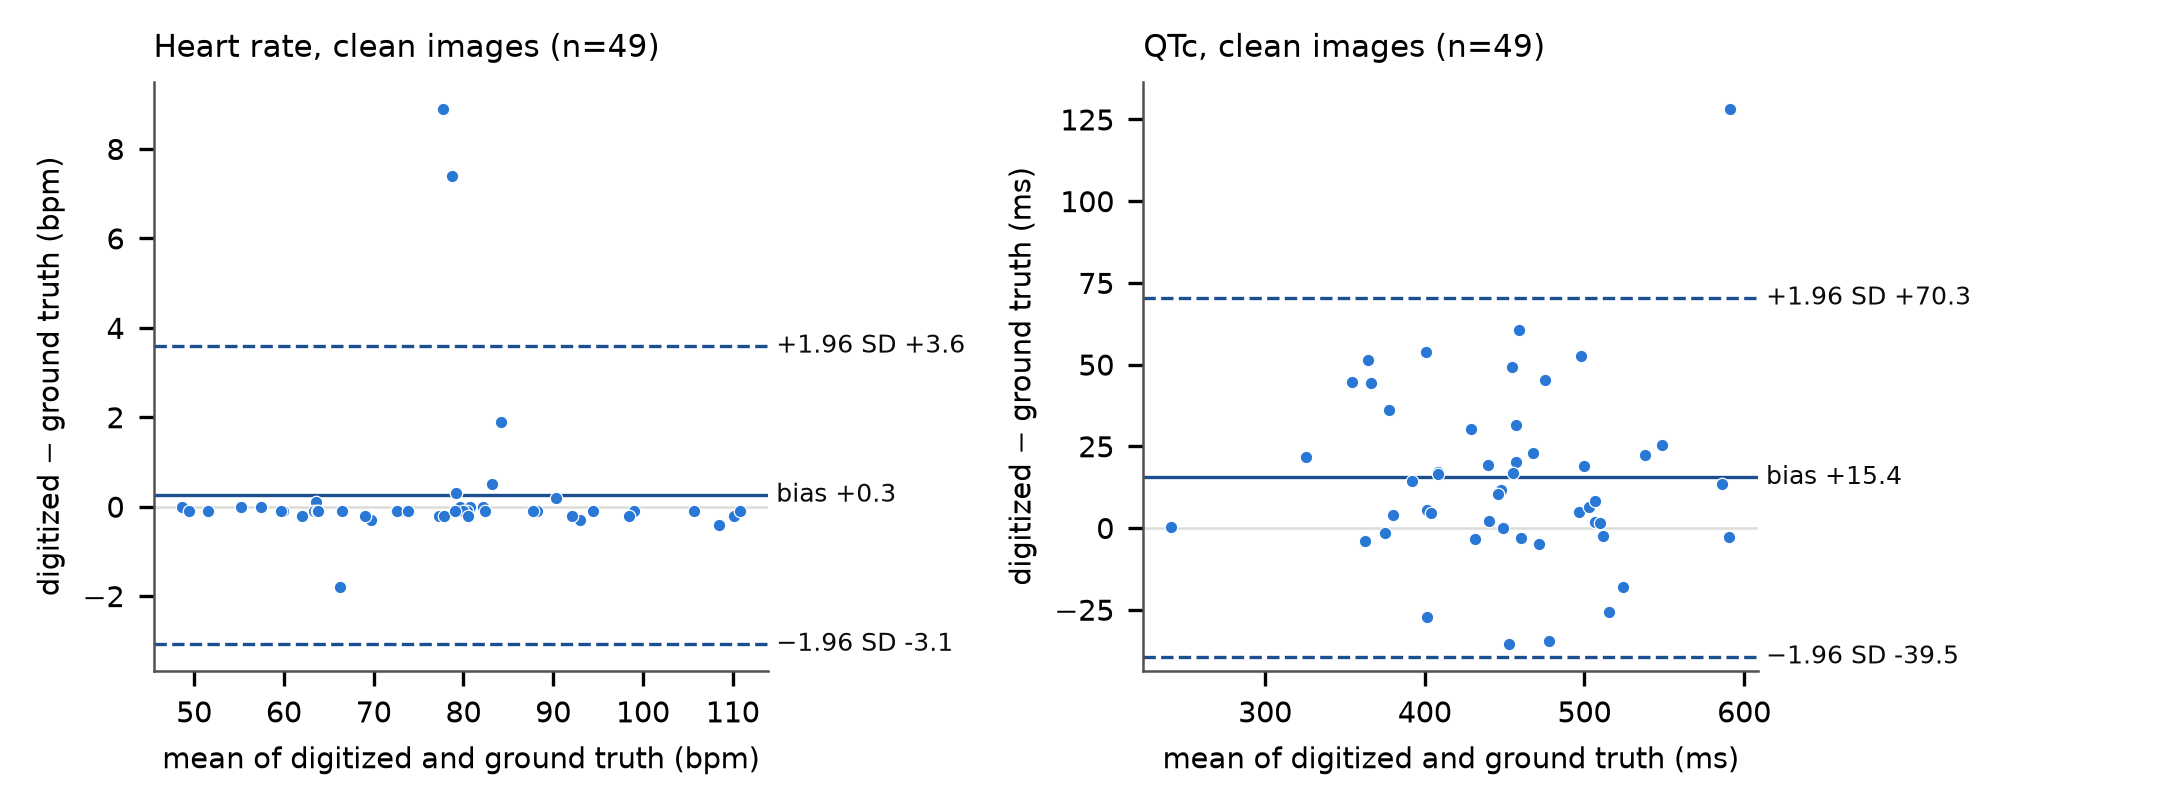 Heart rate, clean images (n=49)
digitized − ground truth (bpm)
8
6
4
2
0
−2
+1.96 SD +3.6
bias +0.3
−1.96 SD -3.1
50 60 70 80 90 100 110
mean of digitized and ground truth (bpm)
QTc, clean images (n=49)
digitized − ground truth (ms)
125
100
75
50
25
0
−25
+1.96 SD +70.3
bias +15.4
−1.96 SD -39.5
300 400 500 600
mean of digitized and ground truth (ms)